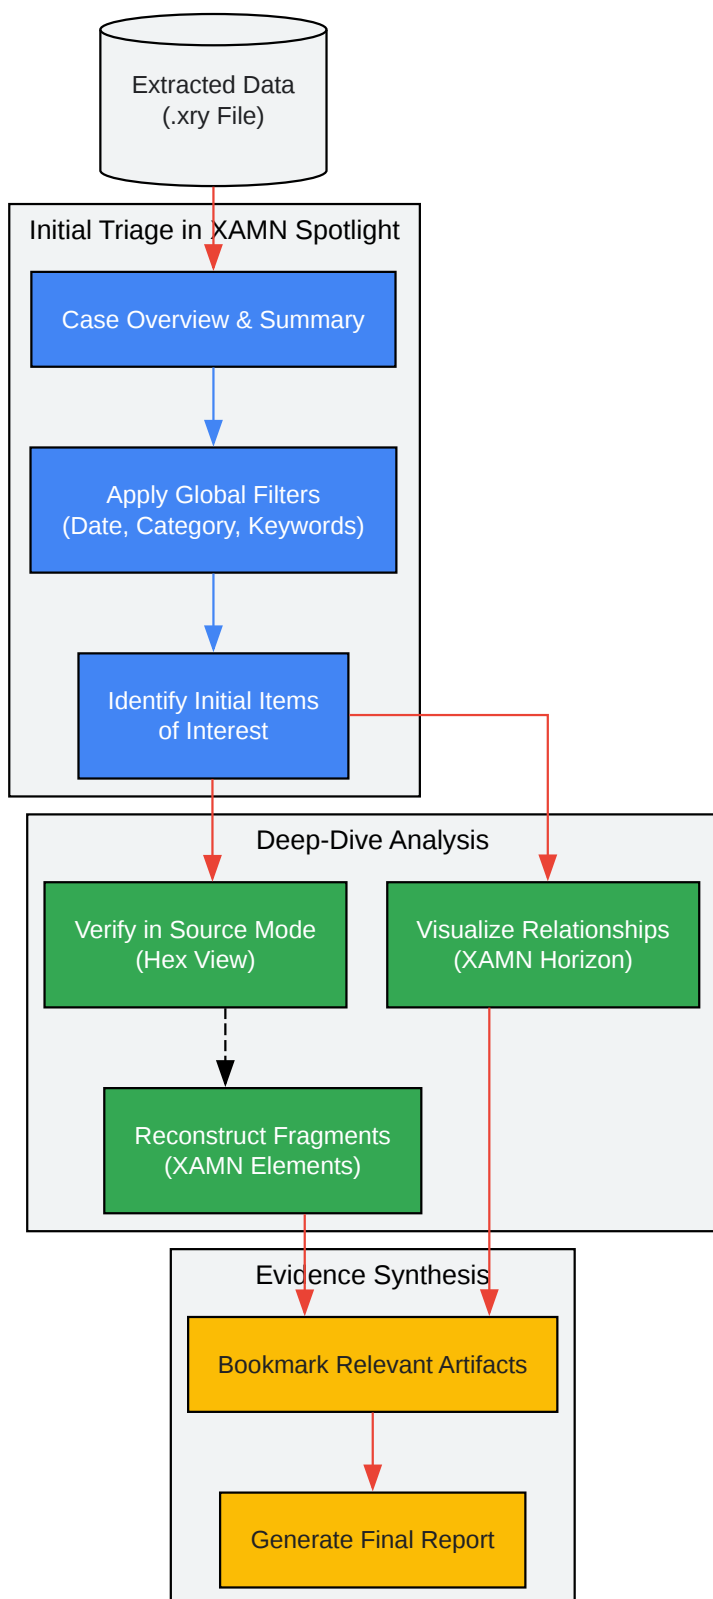 Extracted Data
(.xry File)
Initial Triage in XAMN Spotlight
Case Overview & Summary
Apply Global Filters
(Date, Category, Keywords)
Identify Initial Items
of Interest
Deep-Dive Analysis
Verify in Source Mode
(Hex View)
Visualize Relationships
(XAMN Horizon)
Reconstruct Fragments
(XAMN Elements)
Evidence Synthesis
Bookmark Relevant Artifacts
Generate Final Report